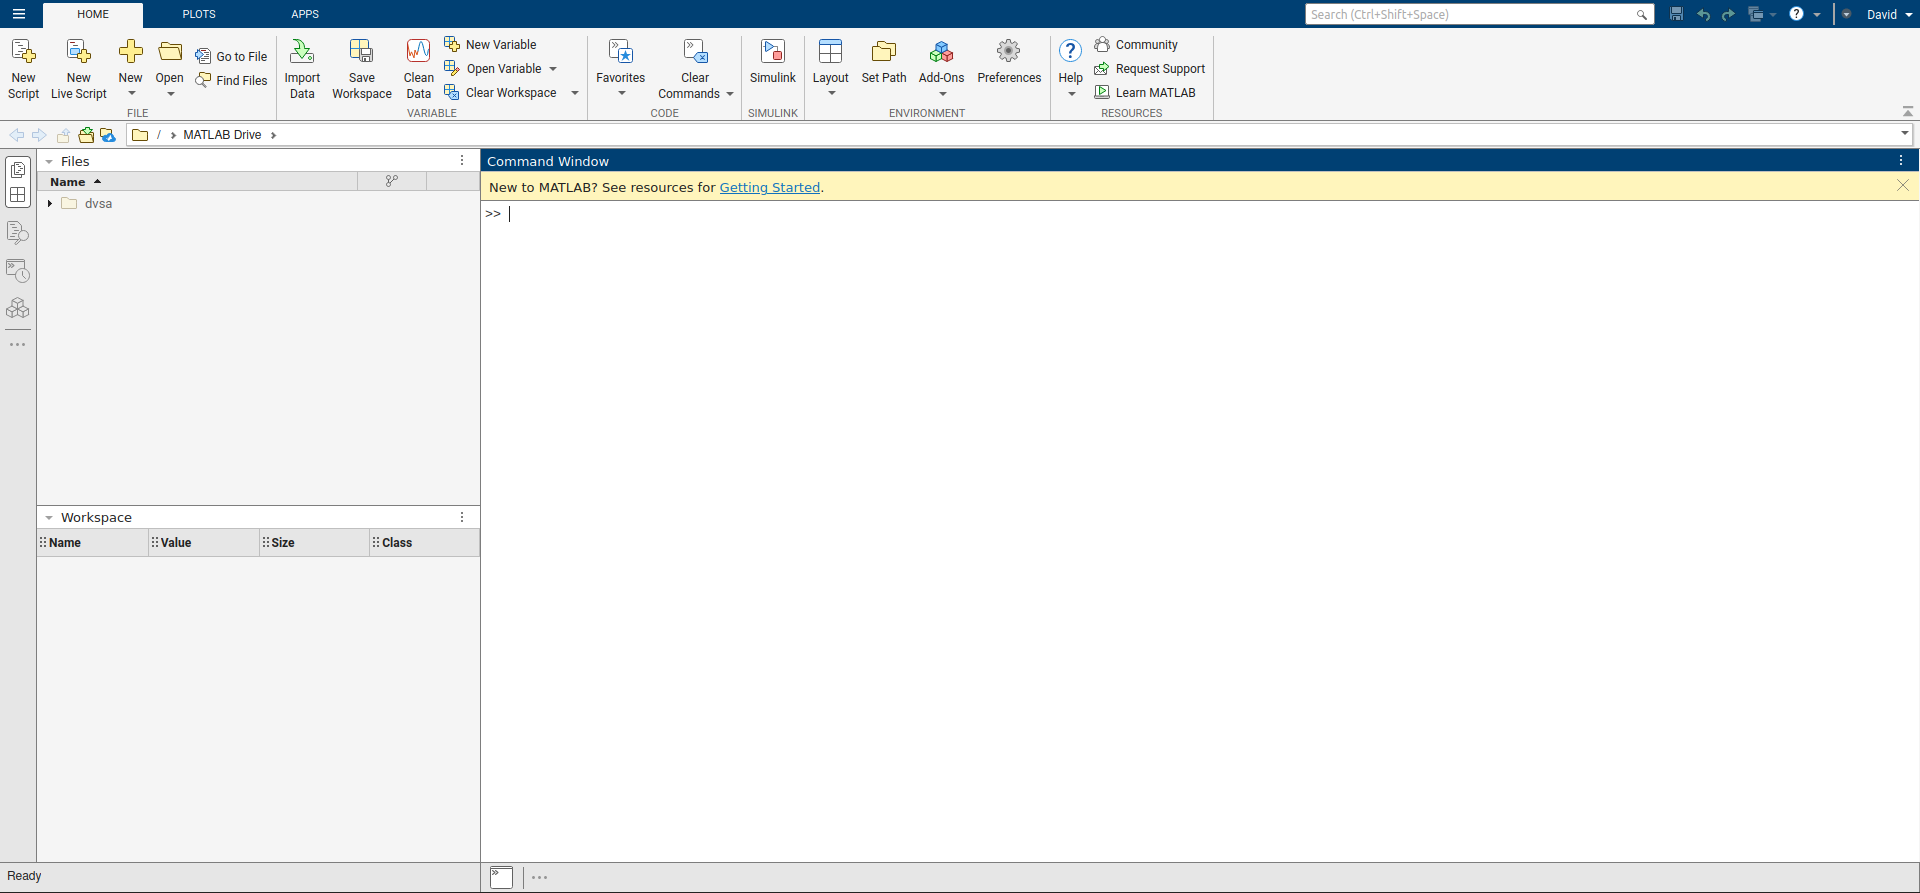 HOME PLOTS APPS Search (Ctrl+Shift+Space) David
New Script
New Live Script
New
Open
Go to File
Find Files
FILE
Import Data
Save Workspace
Clean Data
New Variable
Open Variable
Clear Workspace
VARIABLE
Favorites
Clear Commands
CODE
Simulink
SIMULINK
Layout
Set Path
Add-Ons
Preferences
ENVIRONMENT
Help
Community
Request Support
Learn MATLAB
RESOURCES
/ MATLAB Drive
Files
Name
dvsa
Workspace
Name Value Size Class
Command Window
New to MATLAB? See resources for Getting Started.
>>
Ready